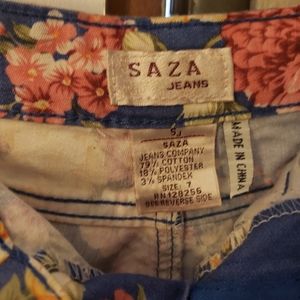 SAZA
JEANS
SJ
SAZA
JEANS COMPANY
79% COTTON
18% POLYESTER
3% SPANDEX
SIZE: 7
RN128256
SEE REVERSE SIDE
MADE IN CHINA